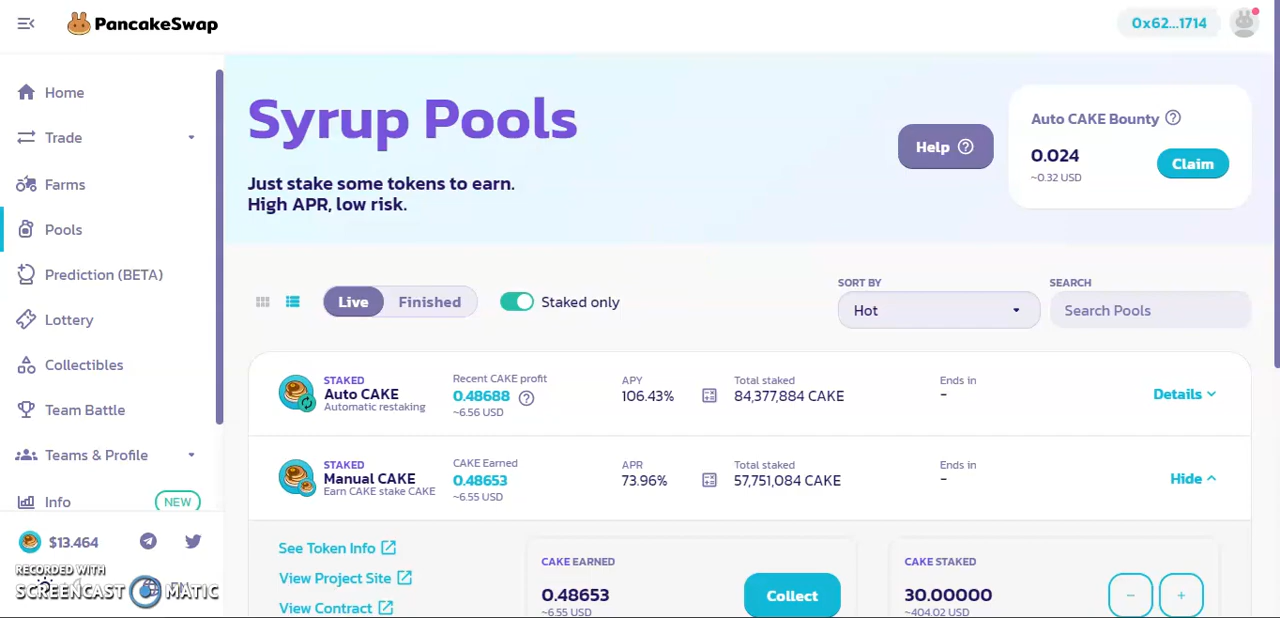 PancakeSwap
0x62...1714
Home
Trade
Farms
Pools
Prediction (BETA)
Lottery
Collectibles
Team Battle
Teams & Profile
Info
NEW
$13.464
RECORDED WITH
SCREENCAST MATIC
Syrup Pools
Just stake some tokens to earn.
High APR, low risk.
Help
Auto CAKE Bounty
0.024
~0.32 USD
Claim
Live
Finished
Staked only
SORT BY
Hot
SEARCH
Search Pools
STAKED
Auto CAKE
Automatic restaking
Recent CAKE profit
0.48688
~6.56 USD
APY
106.43%
Total staked
84,377,884 CAKE
Ends in
-
Details
STAKED
Manual CAKE
Earn CAKE stake CAKE
CAKE Earned
0.48653
~6.55 USD
APR
73.96%
Total staked
57,751,084 CAKE
Ends in
-
Hide
See Token Info
View Project Site
View Contract
CAKE EARNED
0.48653
~6.55 USD
Collect
CAKE STAKED
30.00000
~404.02 USD